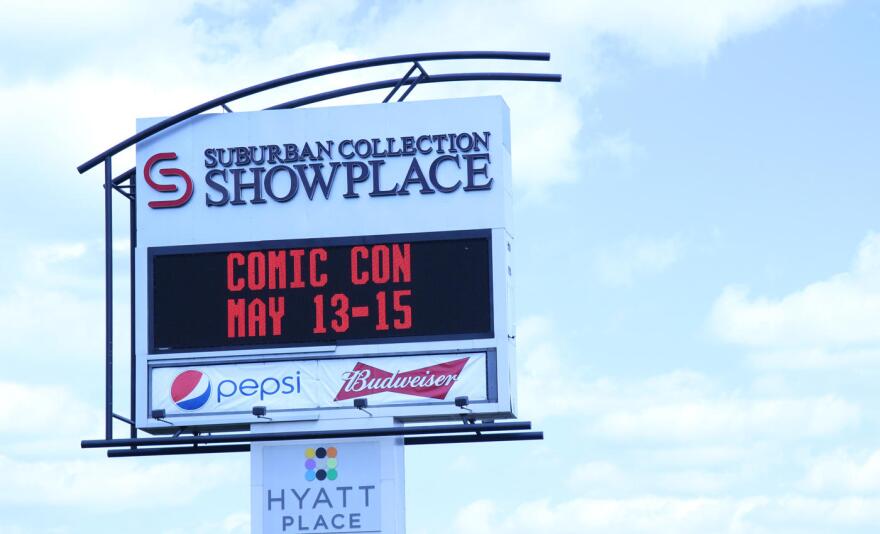 SUBURBAN COLLECTION
SHOWPLACE
COMIC CON
MAY 13-15
pepsi
Budweiser
HYATT
PLACE